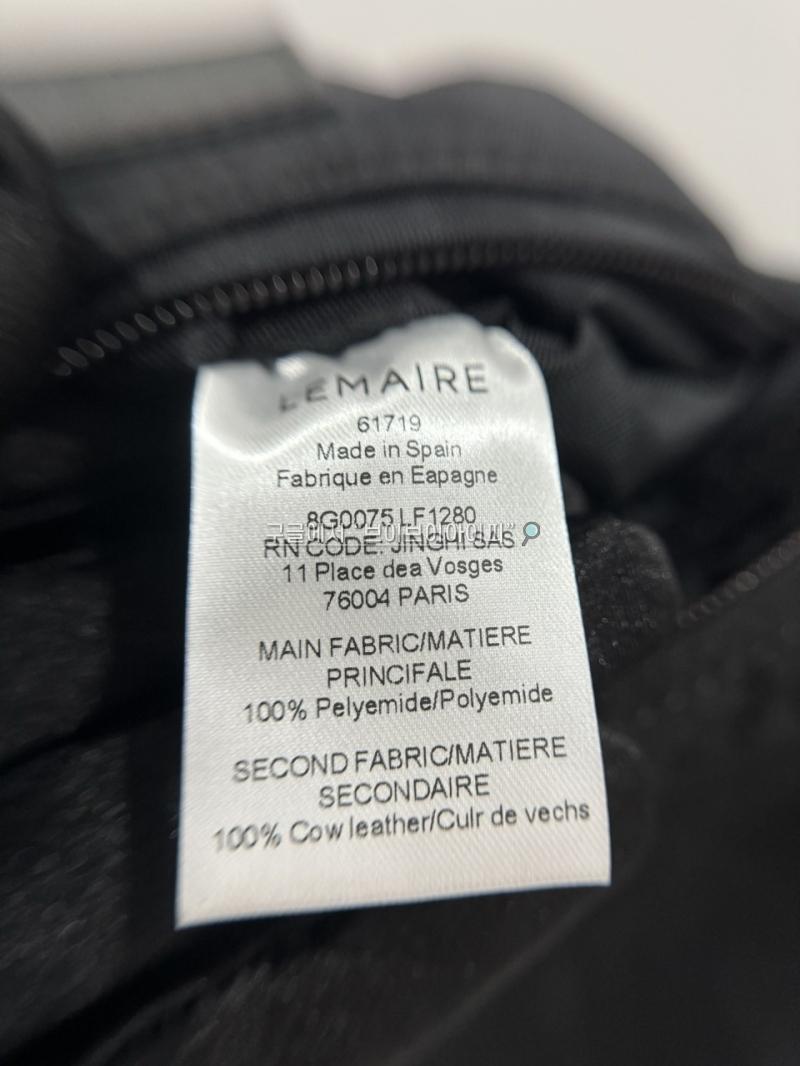 LEMAIRE
61719
Made in Spain
Fabrique en Eapagne
8G0075 LF1280
RN CODE: JINGHI SAS
11 Place dea Vosges
76004 PARIS
MAIN FABRIC/MATIERE
PRINCIFALE
100% Pelyemide/Polyemide
SECOND FABRIC/MATIERE
SECONDAIRE
100% Cow leather/Culr de vechs